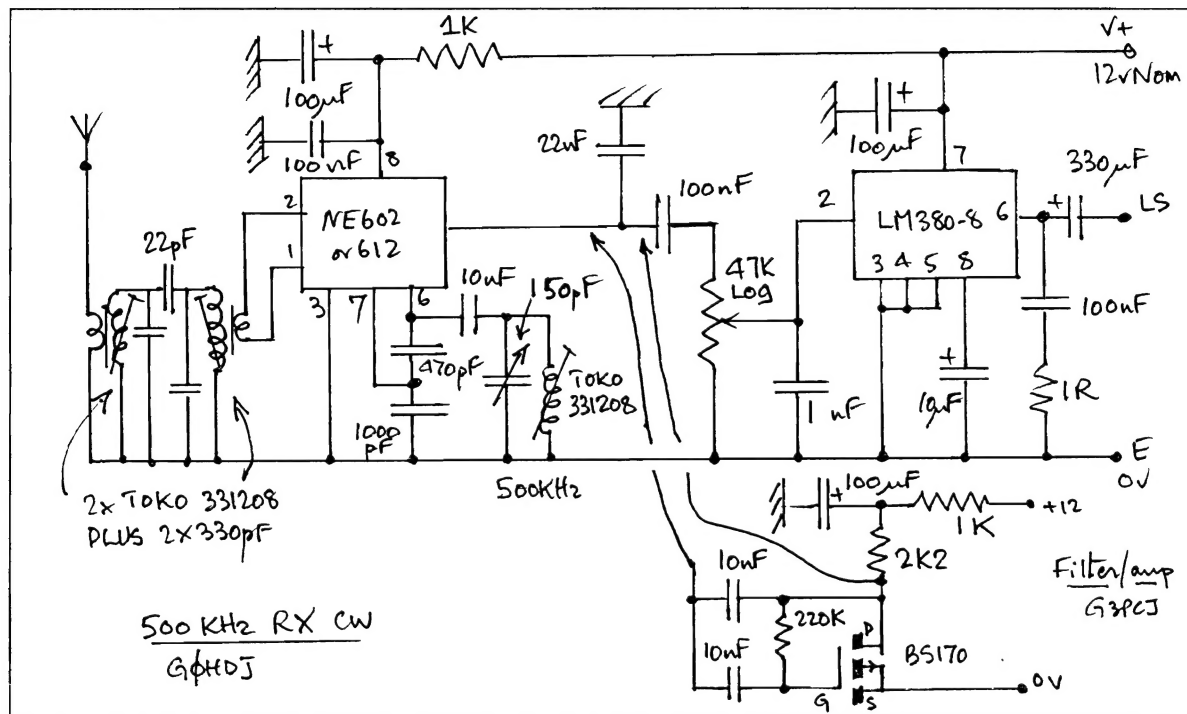 1K
V+
12vNom
100µF
+
100nF
8
22nF
100nF
100µF
+
7
330µF
+
LS
2
1
NE602
or 612
3
7
6
22pF
10nF
150pF
470pF
1000
pF
TOKO
331208
47K
LOG
2
LM380-8
6
3
4
5
8
1nF
+
10µF
100nF
1R
E
0V
500KHz
2x TOKO 331208
PLUS 2x330pF
100µF
+
1K
+12
2K2
10nF
10nF
220K
D
G
S
BS170
0V
Filter/amp
G3PCJ
500 KHz RX CW
GØHDJ